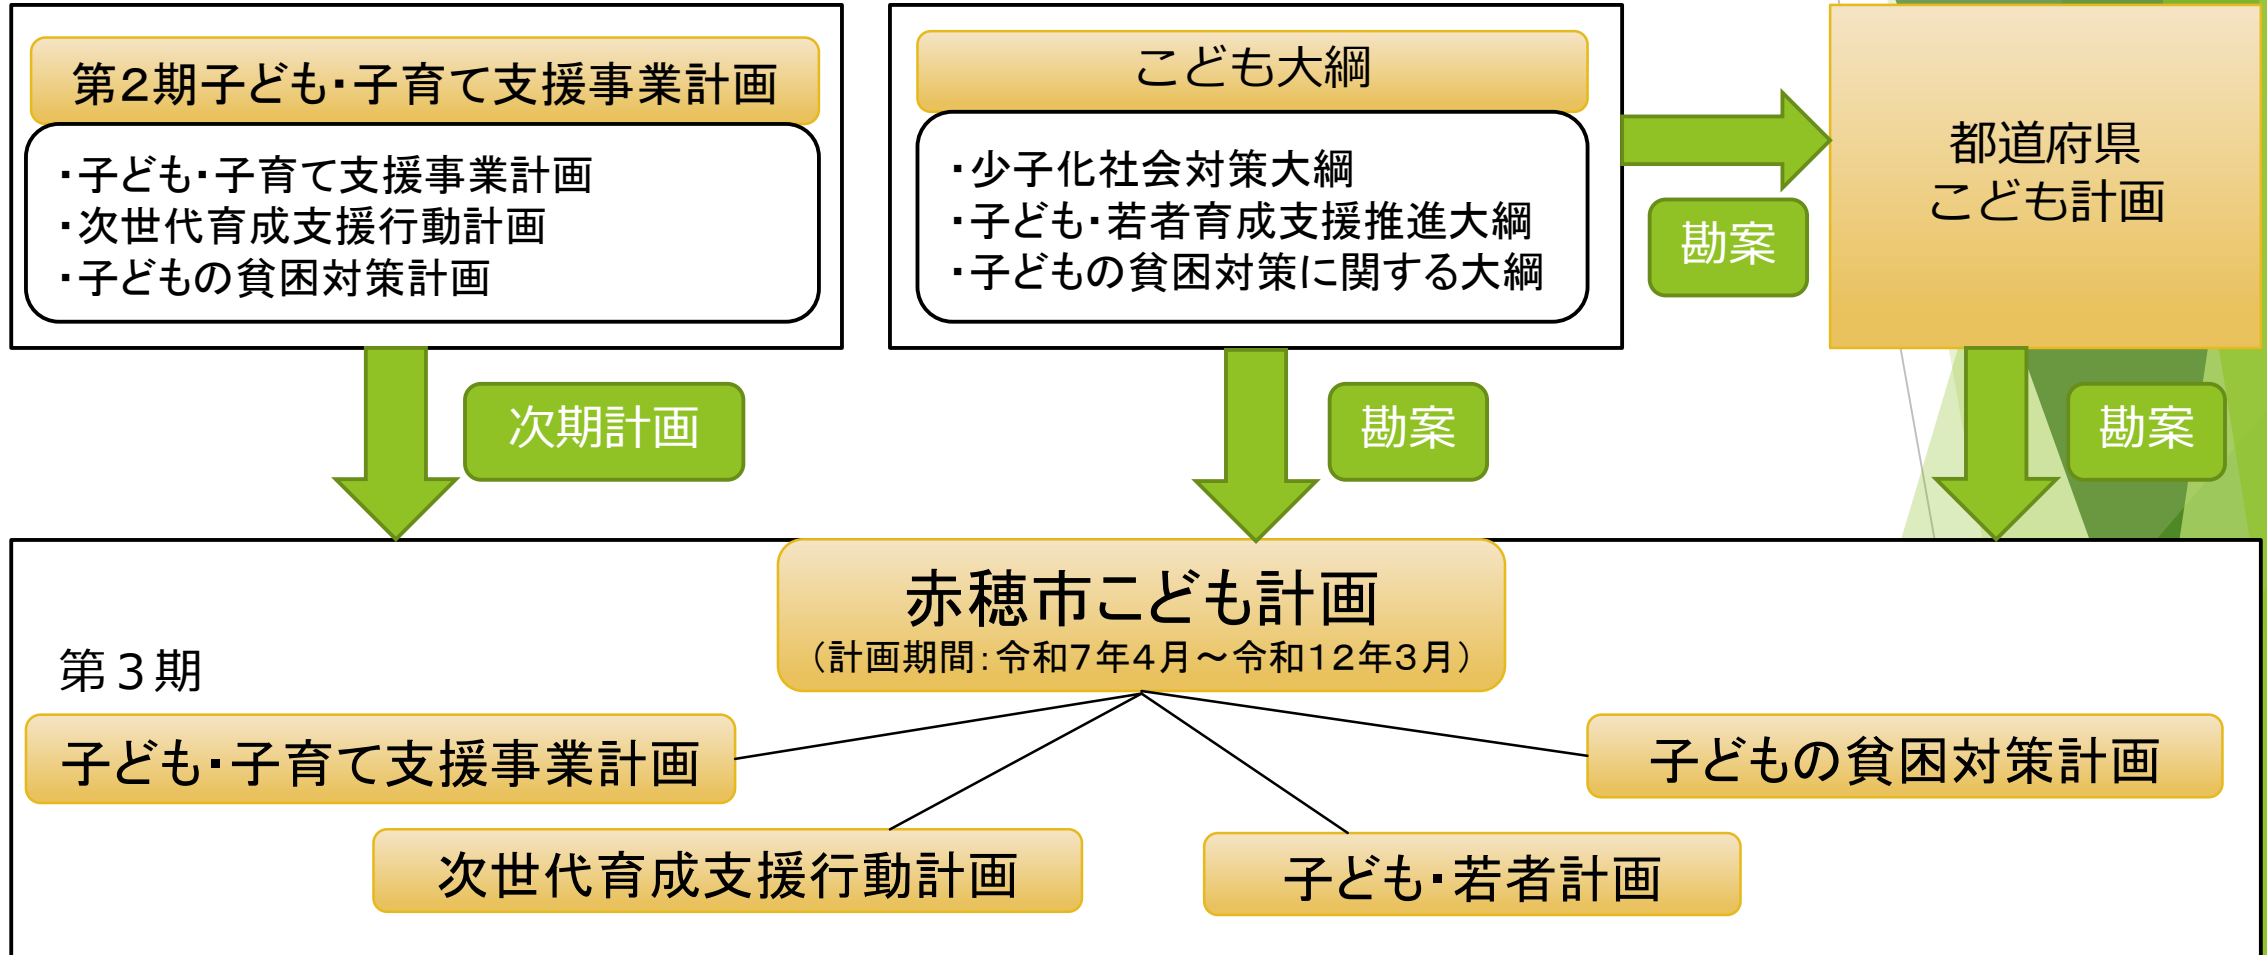 第２期子ども・子育て支援事業計画
・子ども・子育て支援事業計画
・次世代育成支援行動計画
・子どもの貧困対策計画
こども大綱
・少子化社会対策大綱
・子ども・若者育成支援推進大綱
・子どもの貧困対策に関する大綱
勘案
都道府県
こども計画
次期計画
勘案
勘案
赤穂市こども計画
（計画期間：令和７年４月～令和１２年３月）
第３期
子ども・子育て支援事業計画
子どもの貧困対策計画
次世代育成支援行動計画
子ども・若者計画